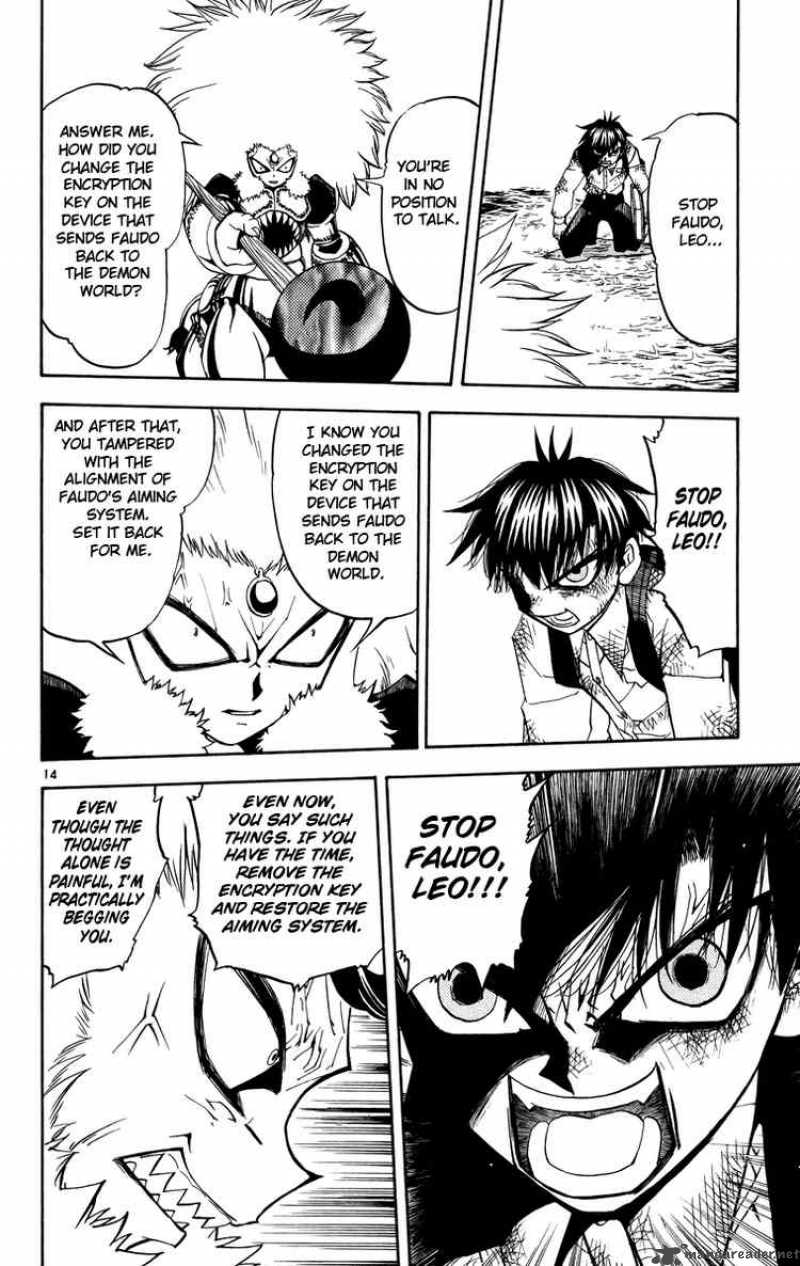 STOP
FAUDO,
LEO...
YOU'RE
IN NO
POSITION
TO TALK.
ANSWER ME.
HOW DID YOU
CHANGE THE
ENCRYPTION
KEY ON THE
DEVICE THAT
SENDS FAUDO
BACK TO
THE DEMON
WORLD?
STOP
FAUDO,
LEO!!
I KNOW YOU
CHANGED THE
ENCRYPTION
KEY ON THE
DEVICE THAT
SENDS FAUDO
BACK TO
THE DEMON
WORLD.
AND AFTER THAT,
YOU TAMPERED
WITH THE
ALIGNMENT OF
FAUDO'S AIMING
SYSTEM.
SET IT BACK
FOR ME.
14
STOP
FAUDO,
LEO!!!
EVEN NOW,
YOU SAY SUCH
THINGS. IF YOU
HAVE THE TIME,
REMOVE THE
ENCRYPTION KEY
AND RESTORE THE
AIMING SYSTEM.
EVEN
THOUGH THE
THOUGHT
ALONE IS
PAINFUL, I'M
PRACTICALLY
BEGGING
YOU.
mangareader.net